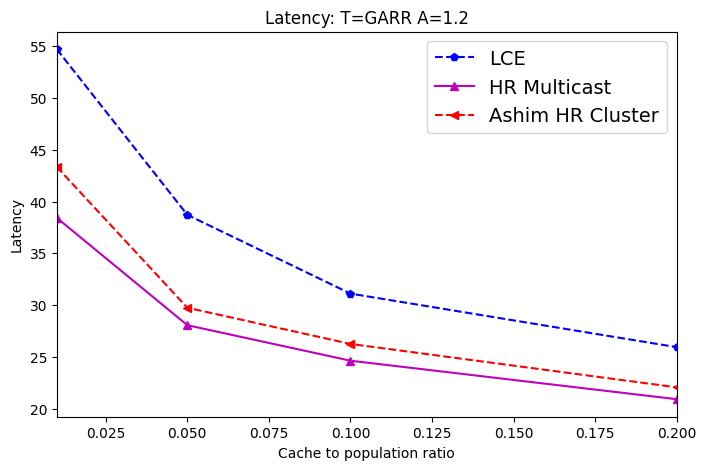 Latency: T=GARR A=1.2
LCE
HR Multicast
Ashim HR Cluster
Latency
55
50
45
40
35
30
25
20
0.025 0.050 0.075 0.100 0.125 0.150 0.175 0.200
Cache to population ratio